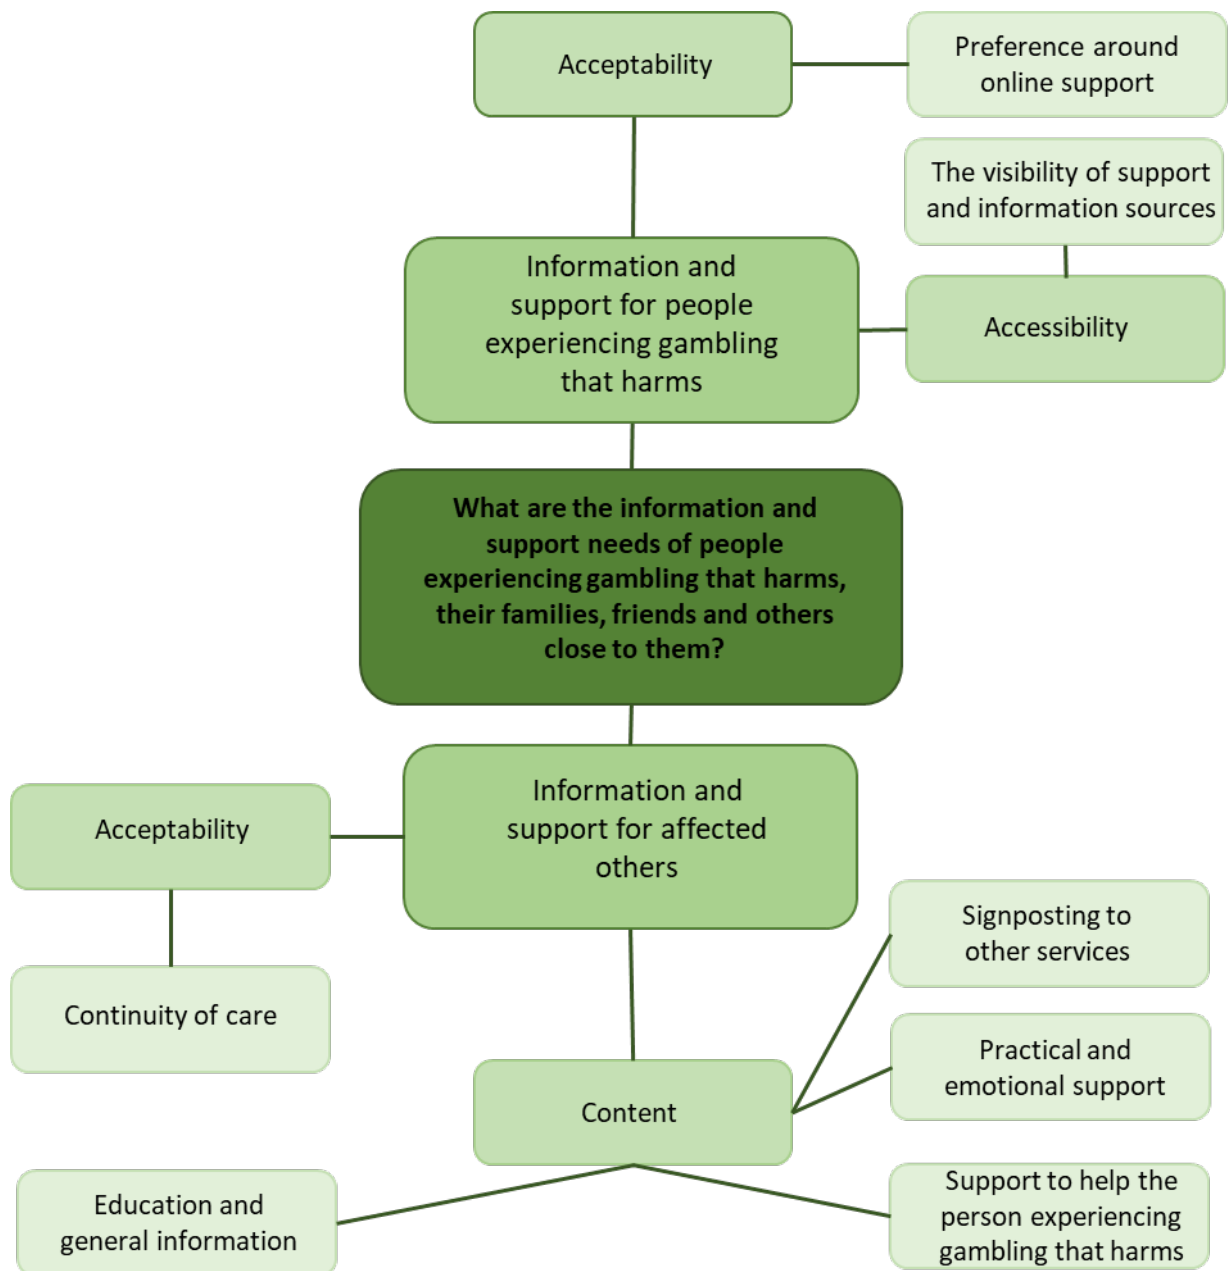 Acceptability
Preference around
online support
The visibility of support
and information sources
Information and
support for people
experiencing gambling
that harms
Accessibility
What are the information and
support needs of people
experiencing gambling that harms,
their families, friends and others
close to them?
Information and
support for affected
others
Acceptability
Continuity of care
Signposting to
other services
Practical and
emotional support
Content
Education and
general information
Support to help the
person experiencing
gambling that harms